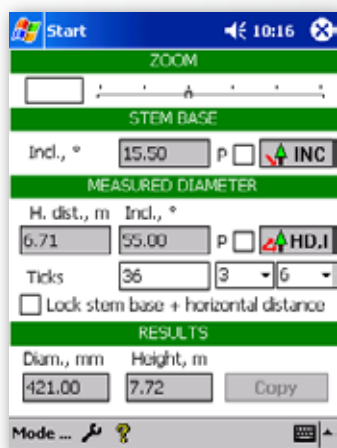 Start 10:16
ZOOM
STEM BASE
Incl., ° 15.50 P INC
MEASURED DIAMETER
H. dist., m Incl., °
6.71 55.00 P HD,I
Ticks 36 3 6
Lock stem base + horizontal distance
RESULTS
Diam., mm Height, m
421.00 7.72 Copy
Mode ...